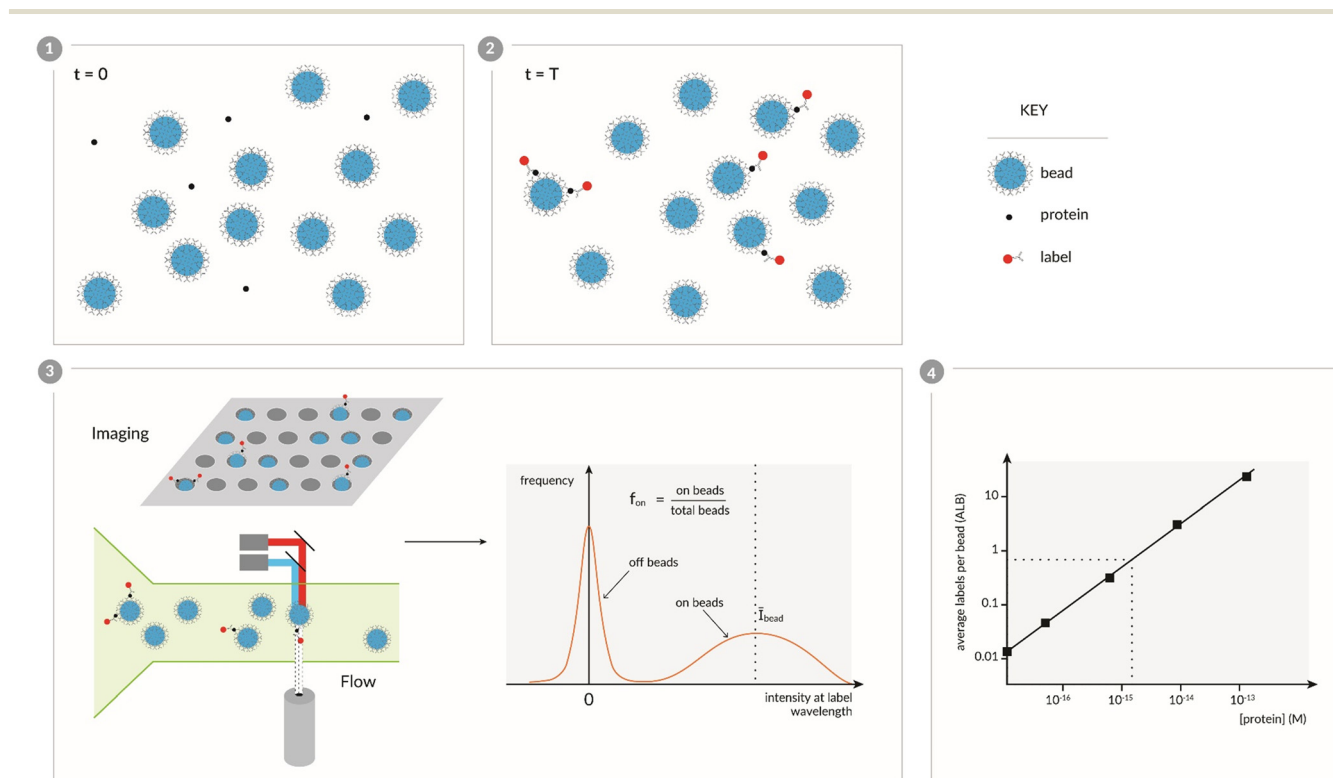 1
t = 0
2
t = T
KEY
bead
protein
label
3
Imaging
Flow
frequency
f_on = on beads / total beads
off beads
on beads
Ī_bead
0
intensity at label
wavelength
4
average labels per bead (ALB)
10
1
0.1
0.01
10⁻¹⁶
10⁻¹⁵
10⁻¹⁴
10⁻¹³
[protein] (M)